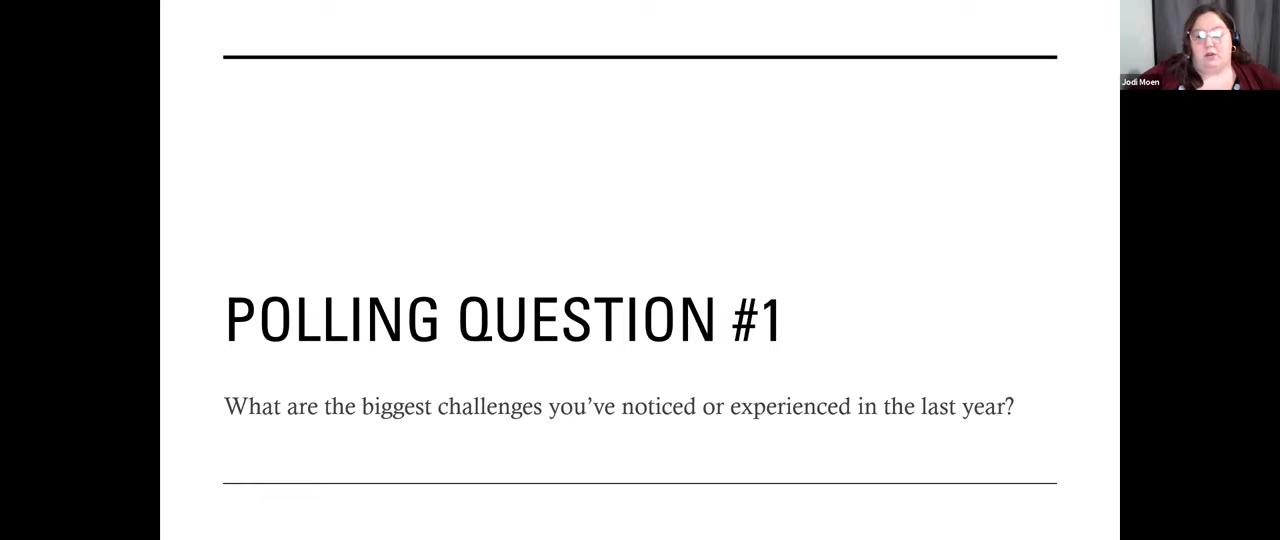 Jodi Moen
POLLING QUESTION #1
What are the biggest challenges you’ve noticed or experienced in the last year?